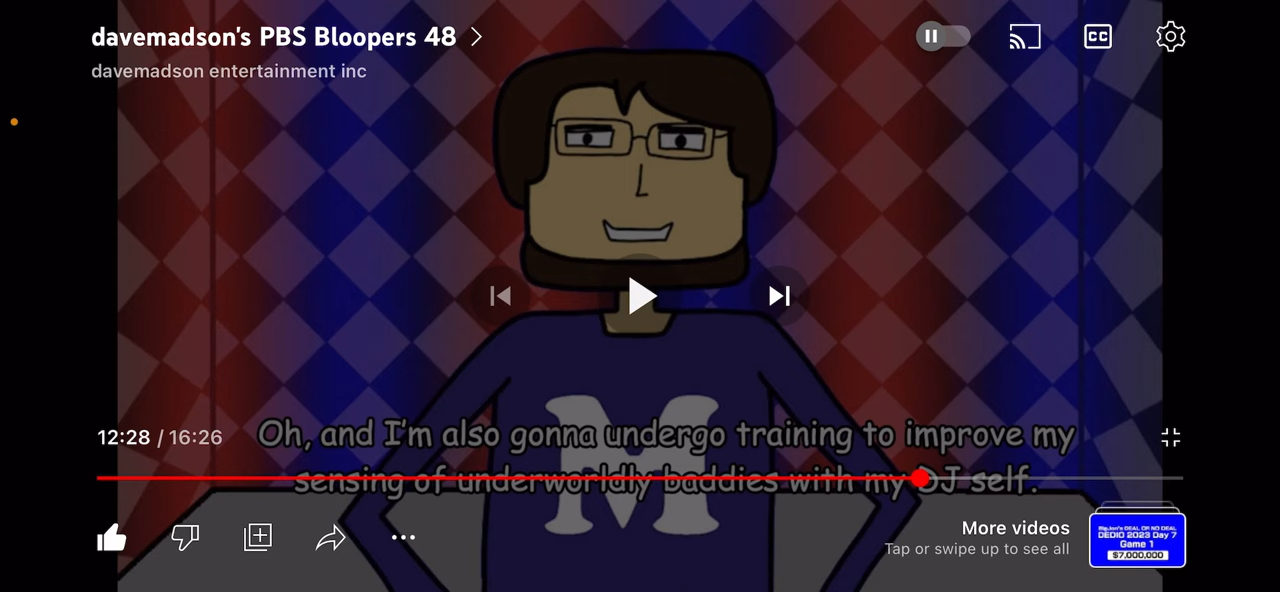 davemadson's PBS Bloopers 48
davemadson entertainment inc
CC
M
12:28 / 16:26
Oh, and I'm also gonna undergo training to improve my
sensing of underworldly baddies with my OJ self.
More videos
Tap or swipe up to see all
BigJon's DEAL OR NO DEAL
DEDIO 2023 Day 7
Game 1
$7,000,000